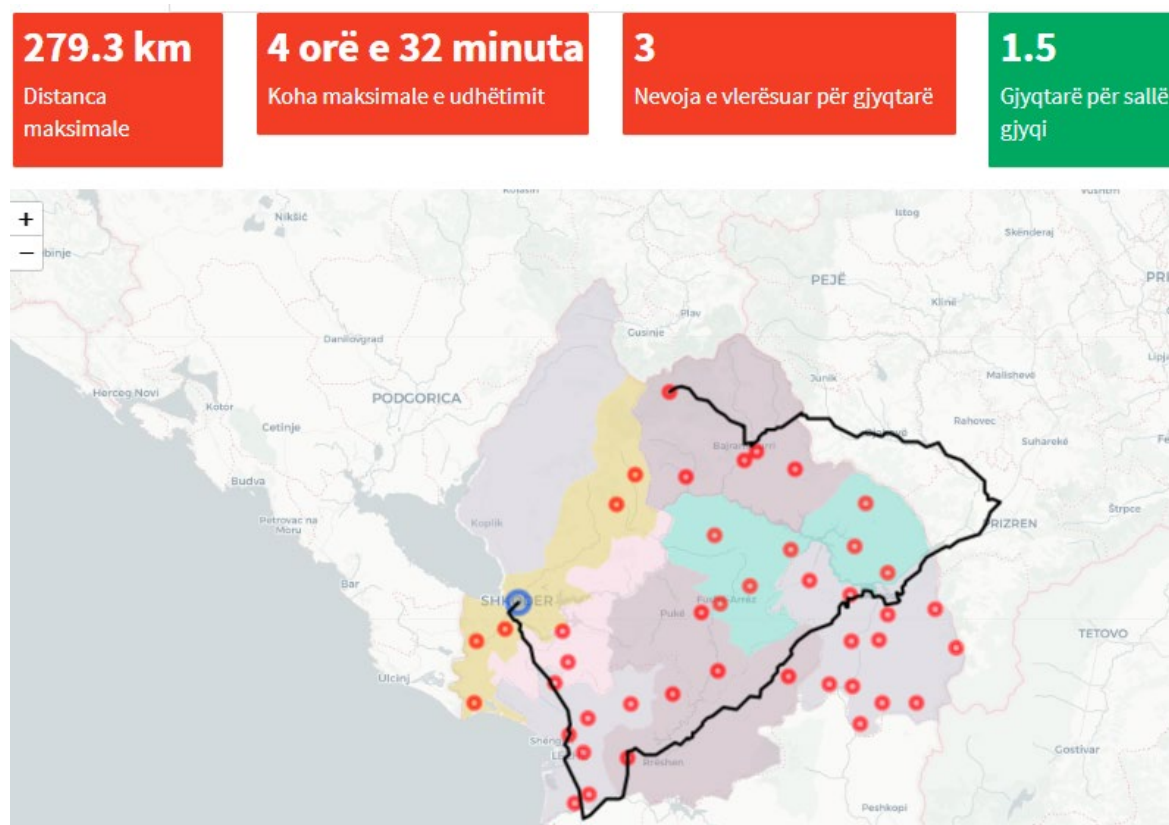 279.3 km
Distanca
maksimale
4 orë e 32 minuta
Koha maksimale e udhëtimit
3
Nevoja e vlerësuar për gjyqtarë
1.5
Gjyqtarë për sallë
gjyqi
+
−
Nikšić
Istog
Skënderaj
PEJË
Plav
Klinë
Gusinje
Danilovgrad
Junik
Malishevë
Herceg Novi
Kotor
PODGORICA
Cetinje
Rahovec
Suharekë
Budva
Koplik
Petrovac na
Moru
PRIZREN
Štrpce
Bar
Pukë
TETOVO
Ulcinj
Rrëshen
Gostivar
Peshkopi